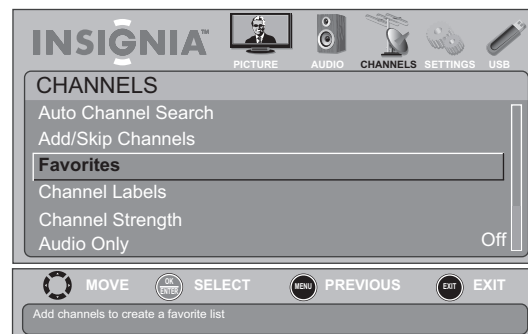 INSIGNIA™
PICTURE AUDIO CHANNELS SETTINGS USB
CHANNELS
Auto Channel Search
Add/Skip Channels
Favorites
Channel Labels
Channel Strength
Audio Only Off
MOVE OK ENTER SELECT MENU PREVIOUS EXIT EXIT
Add channels to create a favorite list